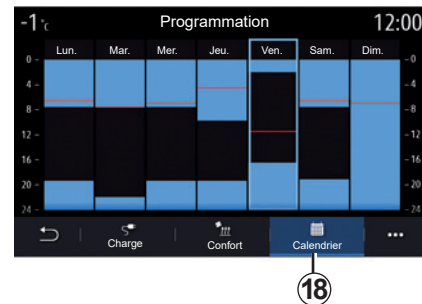 -1 °c Programmation 12:00
Lun. Mar. Mer. Jeu. Ven. Sam. Dim.
0 - - 0
4 - - 4
8 - - 8
12 - - 12
16 - - 16
20 - - 20
24 - - 24
Charge Confort Calendrier ...
18